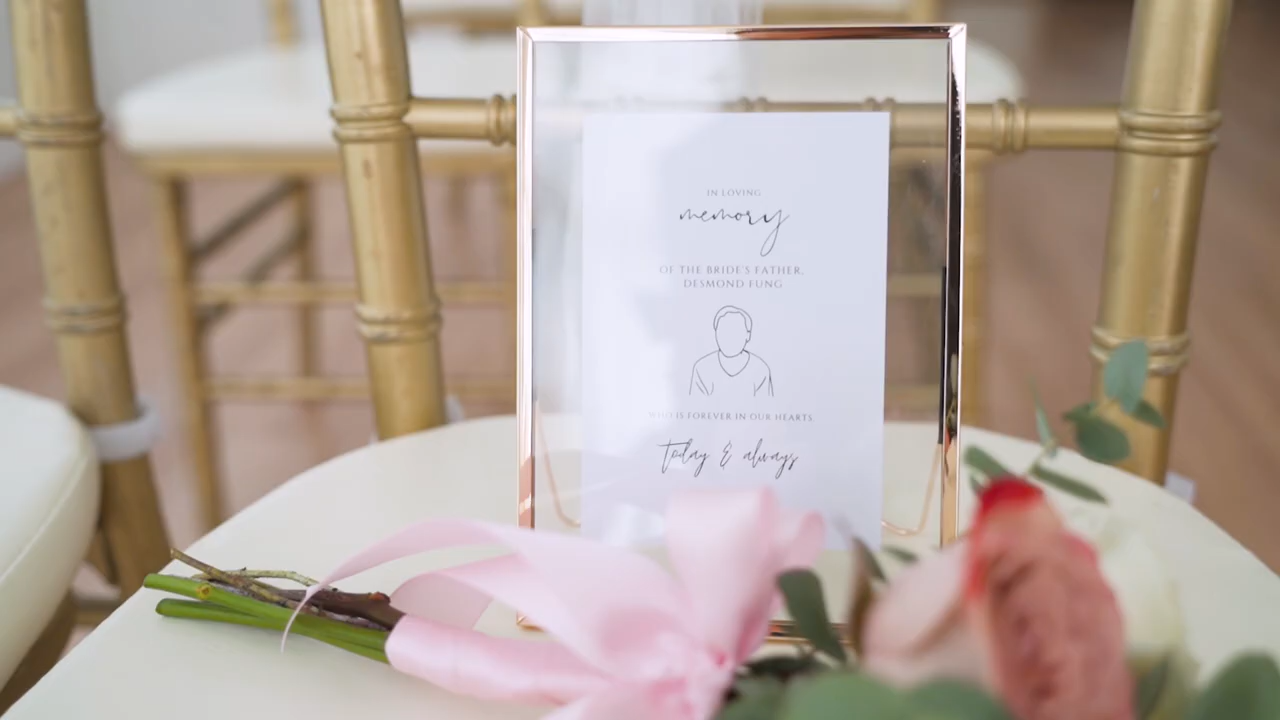 IN LOVING
memory
OF THE BRIDE'S FATHER,
DESMOND FUNG
WHO IS FOREVER IN OUR HEARTS
Today & always